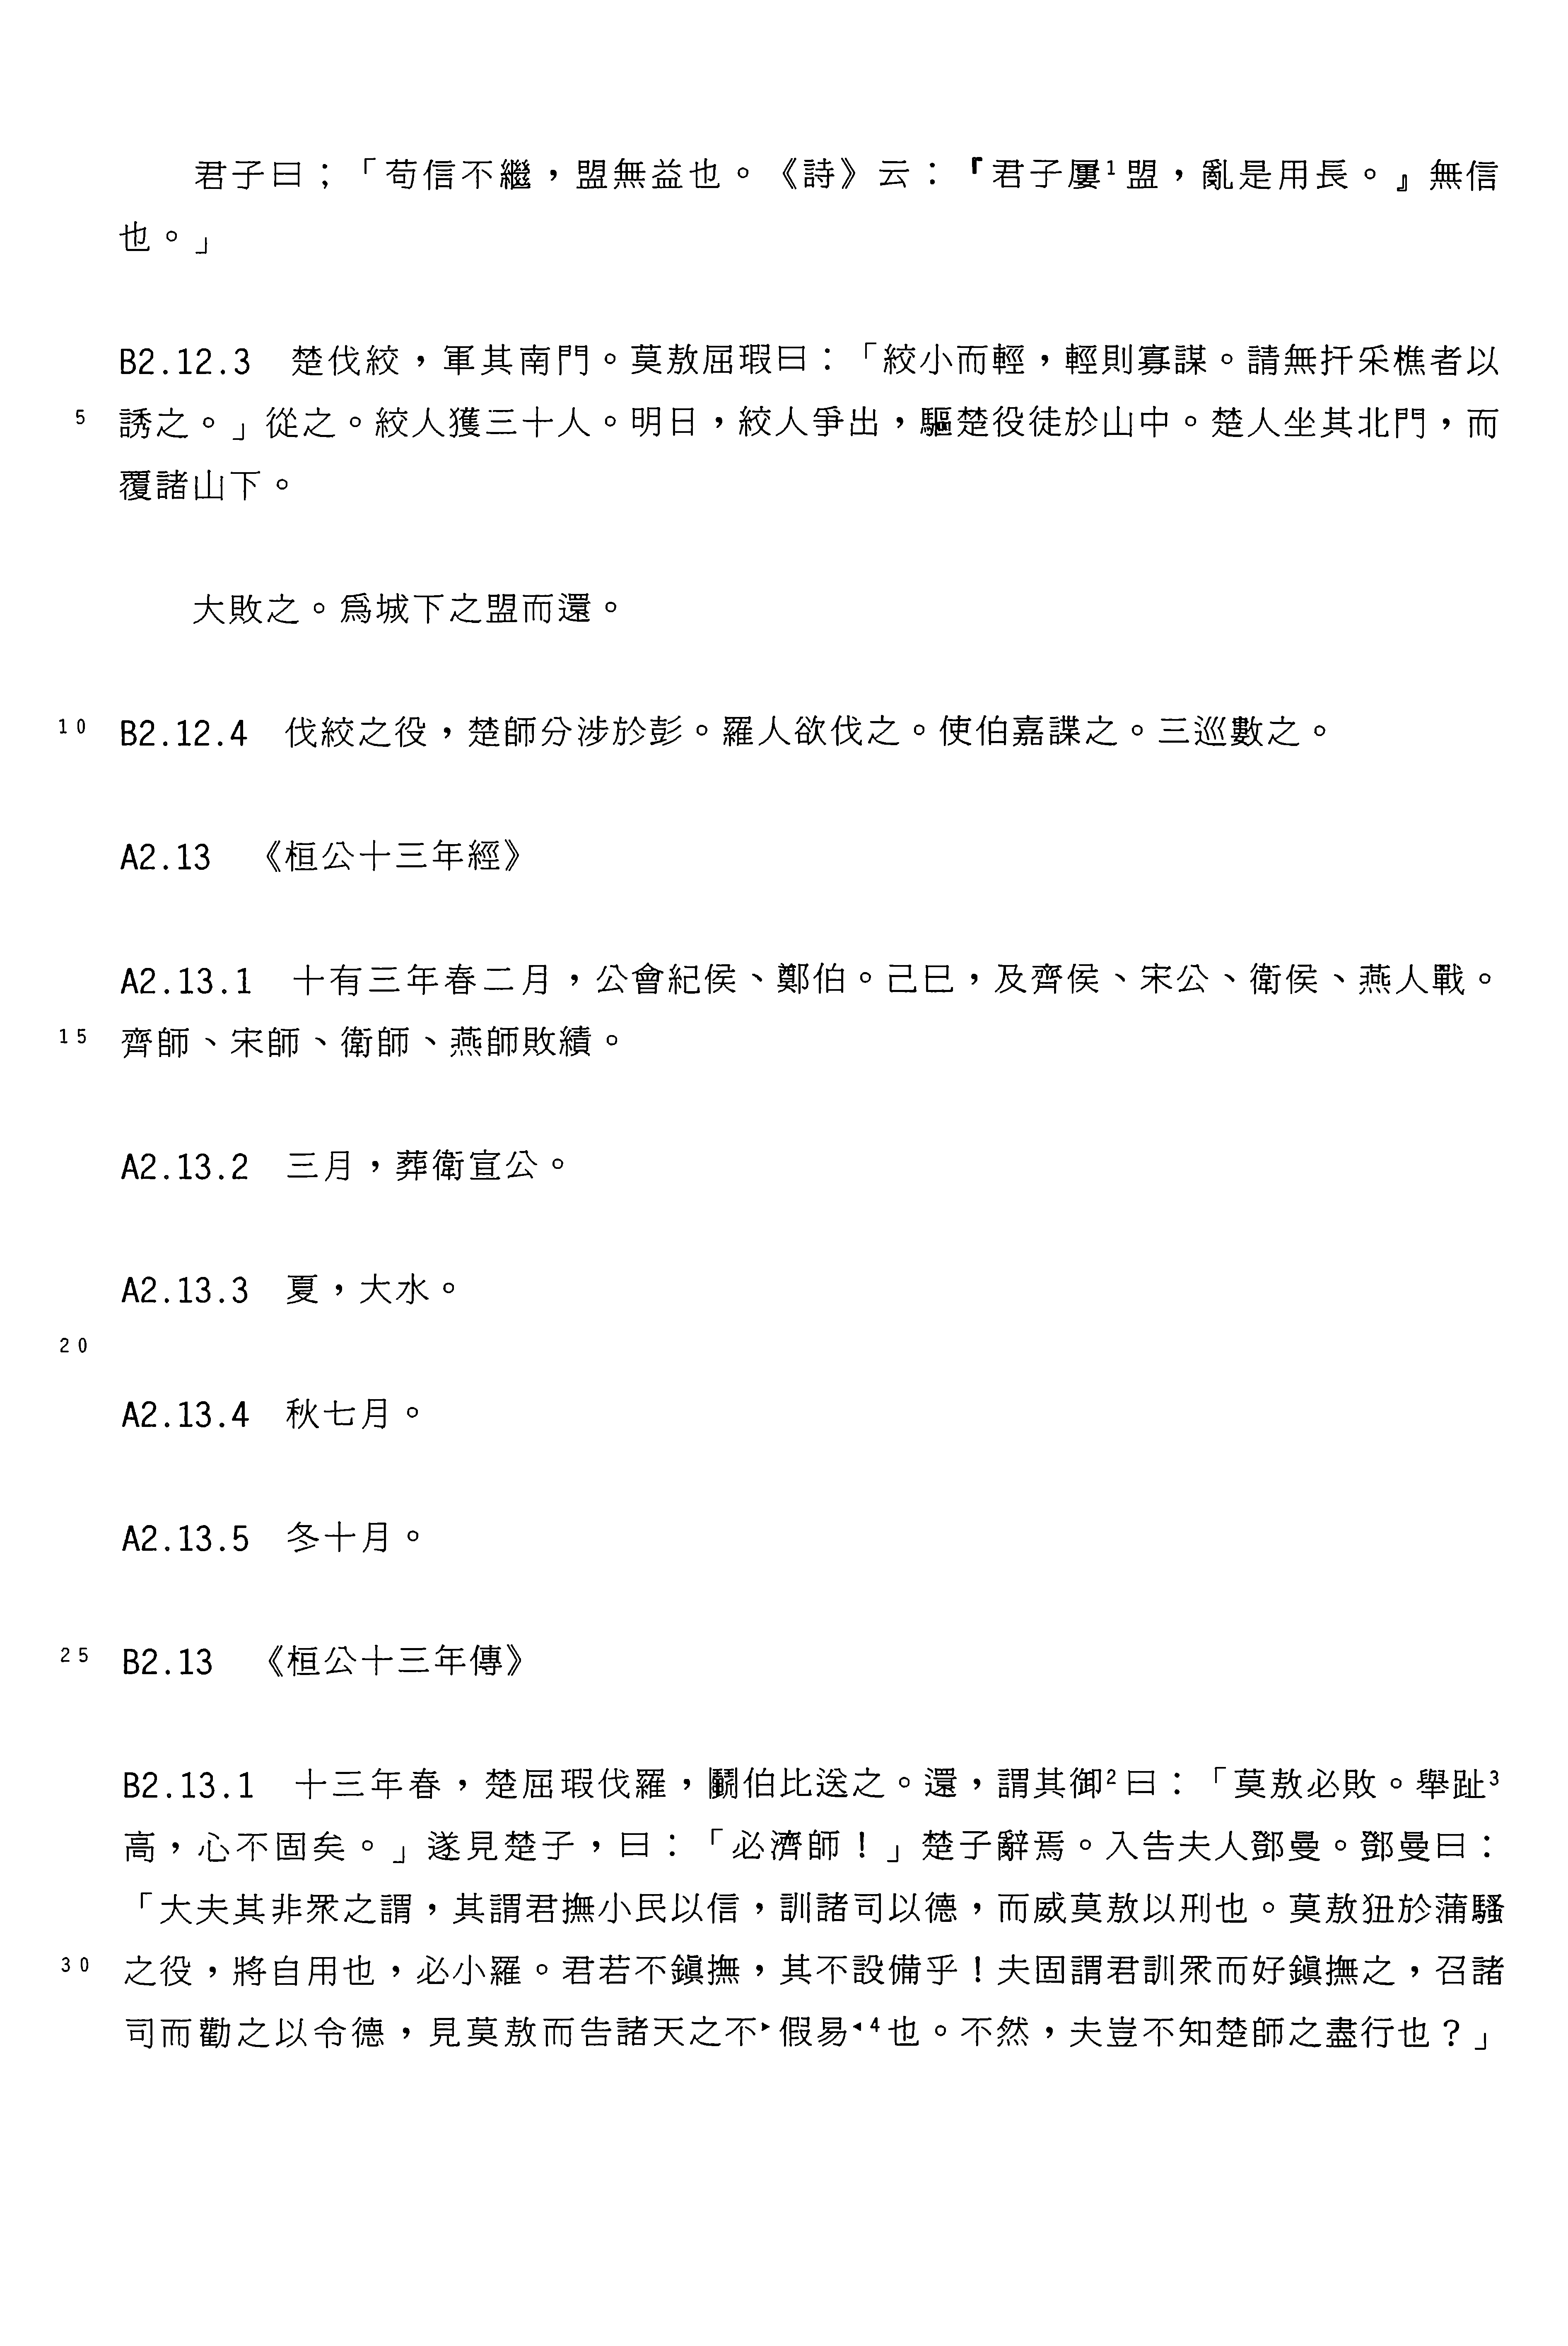 君子曰；「苟信不繼，盟無益也。《詩》云：『君子屢1盟，亂是用長。』無信
也。」
B2.12.3 楚伐絞，軍其南門。莫敖屈瑕曰：「絞小而輕，輕則寡謀。請無扞采樵者以
5 誘之。」從之。絞人獲三十人。明日，絞人爭出，驅楚役徒於山中。楚人坐其北門，而
覆諸山下。
大敗之。爲城下之盟而還。
10 B2.12.4 伐絞之役，楚師分涉於彭。羅人欲伐之。使伯嘉諜之。三巡數之。
A2.13 《桓公十三年經》
A2.13.1 十有三年春二月，公會紀侯、鄭伯。己巳，及齊侯、宋公、衛侯、燕人戰。
15 齊師、宋師、衛師、燕師敗績。
A2.13.2 三月，葬衛宣公。
A2.13.3 夏，大水。
20
A2.13.4 秋七月。
A2.13.5 冬十月。
25 B2.13 《桓公十三年傳》
B2.13.1 十三年春，楚屈瑕伐羅，鬭伯比送之。還，謂其御2曰：「莫敖必敗。舉趾3
高，心不固矣。」遂見楚子，曰：「必濟師！」楚子辭焉。入告夫人鄧曼。鄧曼曰：
「大夫其非眾之謂，其謂君撫小民以信，訓諸司以德，而威莫敖以刑也。莫敖狃於蒲騷
30 之役，將自用也，必小羅。君若不鎮撫，其不設備乎！夫固謂君訓眾而好鎮撫之，召諸
司而勸之以令德，見莫敖而告諸天之不▸假易◂4也。不然，夫豈不知楚師之盡行也？」